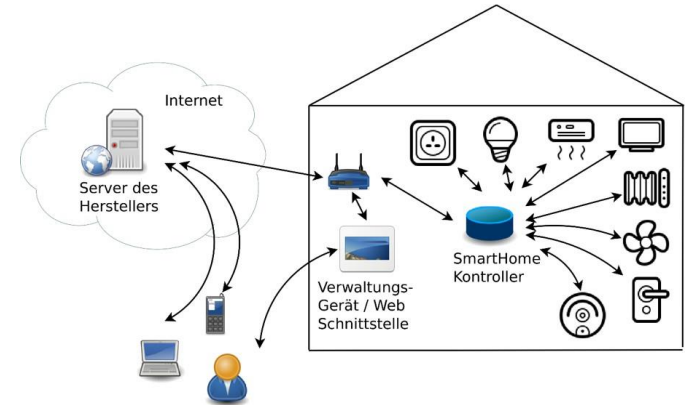 Internet
Server des
Herstellers
SmartHome
Kontroller
Verwaltungs-
Gerät / Web
Schnittstelle